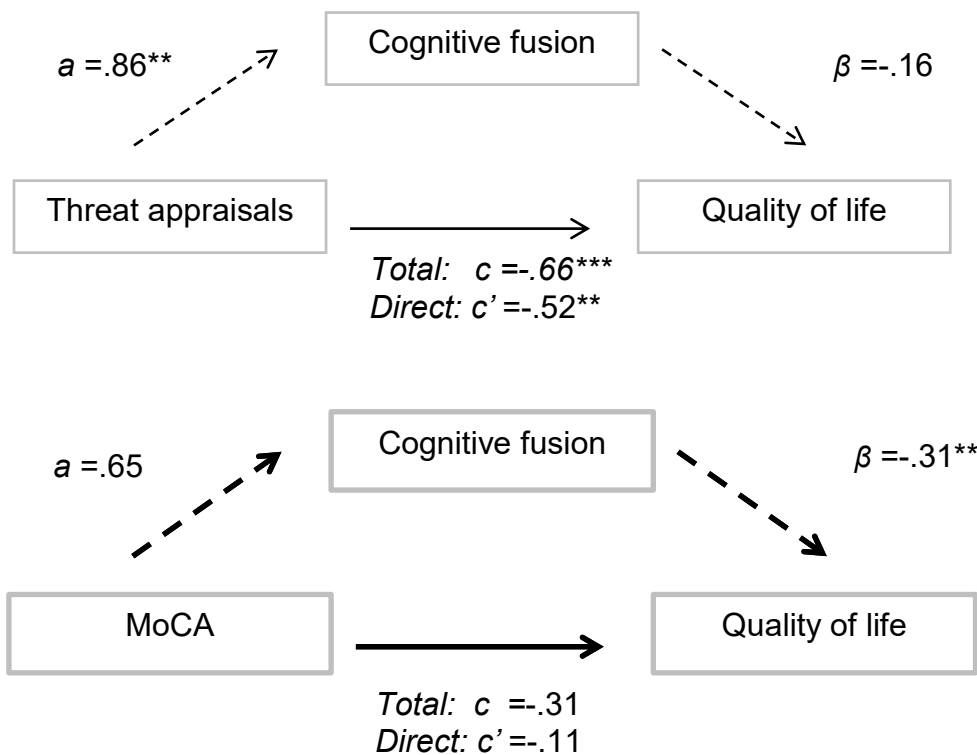 Cognitive fusion
a =.86**
β =-.16
Threat appraisals
Quality of life
Total: c =-.66***
Direct: c’ =-.52**
Cognitive fusion
a =.65
β =-.31**
MoCA
Quality of life
Total: c =-.31
Direct: c’ =-.11